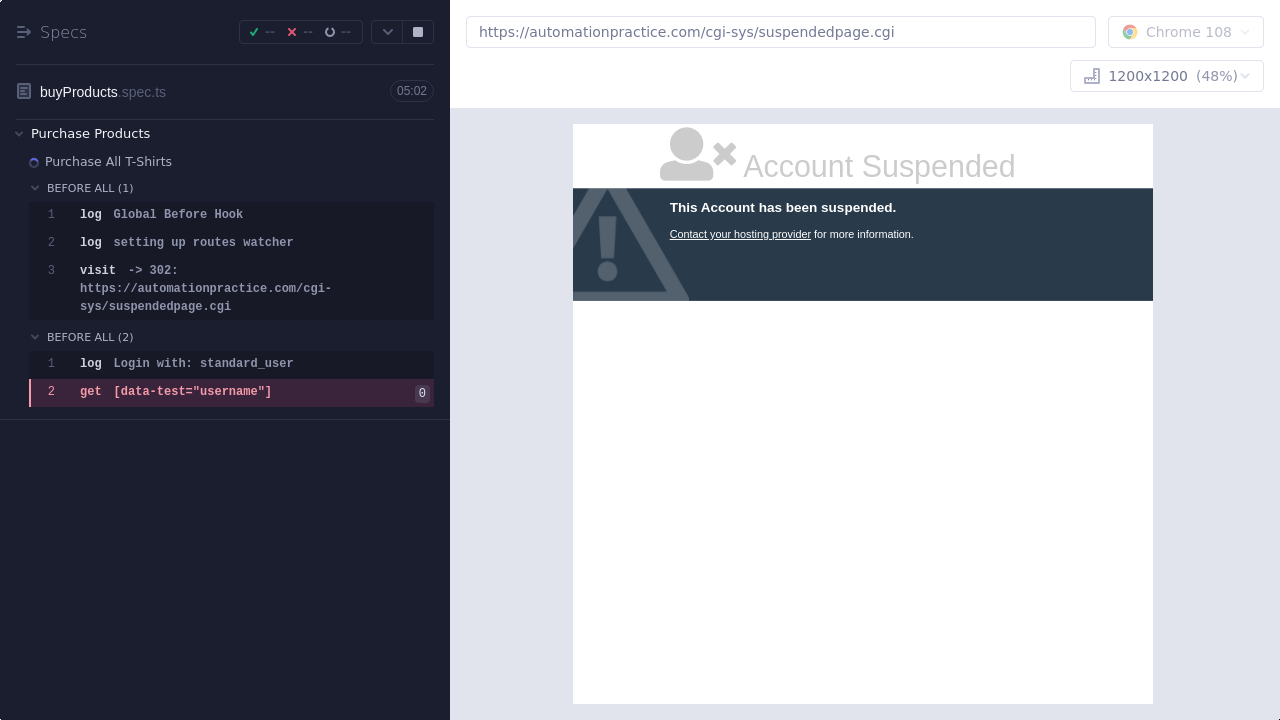 Specs
--
--
--
https://automationpractice.com/cgi-sys/suspendedpage.cgi
Chrome 108
1200x1200 (48%)
buyProducts.spec.ts
05:02
Purchase Products
Purchase All T-Shirts
BEFORE ALL (1)
1 log Global Before Hook
2 log setting up routes watcher
3 visit -> 302:
https://automationpractice.com/cgi-
sys/suspendedpage.cgi
BEFORE ALL (2)
1 log Login with: standard_user
2 get [data-test="username"] 0
Account Suspended
This Account has been suspended.
Contact your hosting provider for more information.